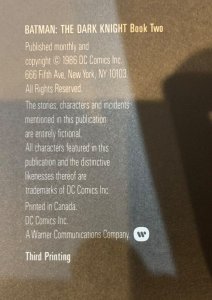 BATMAN: THE DARK KNIGHT Book Two
Published monthly and
copyright © 1986 DC Comics Inc.
666 Fifth Ave., New York, NY 10103.
All Rights Reserved.
The stories, characters and incidents
mentioned in this publication
are entirely fictional.
All characters featured in this
publication and the distinctive
likenesses thereof are
trademarks of DC Comics Inc.
Printed in Canada.
DC Comics Inc.
A Warner Communications Company.
Third Printing